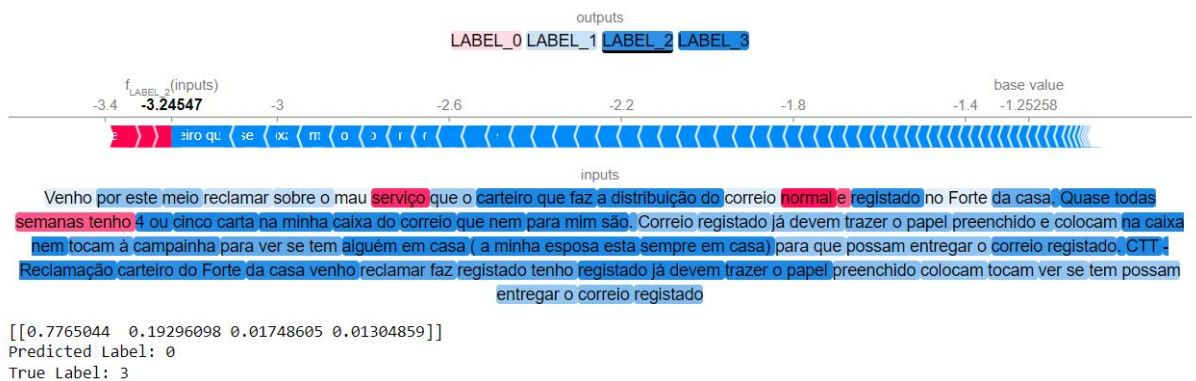 outputs
LABEL_0 LABEL_1 LABEL_2 LABEL_3
f LABEL_2 (inputs) base value
-3.4 -3.24547 -3 -2.6 -2.2 -1.8 -1.4 -1.25258
e eiro qu se m o
inputs
Venho por este meio reclamar sobre o mau serviço que o carteiro que faz a distribuição do correio normal e registado no Forte da casa. Quase todas
semanas tenho 4 ou cinco carta na minha caixa do correio que nem para mim são. Correio registado já devem trazer o papel preenchido e colocam na caixa
nem tocam à campainha para ver se tem alguém em casa ( a minha esposa esta sempre em casa) para que possam entregar o correio registado. CTT -
Reclamação carteiro do Forte da casa venho reclamar faz registado tenho registado já devem trazer o papel preenchido colocam tocam ver se tem possam
entregar o correio registado
[[0.7765044 0.19296098 0.01748605 0.01304859]]
Predicted Label: 0
True Label: 3